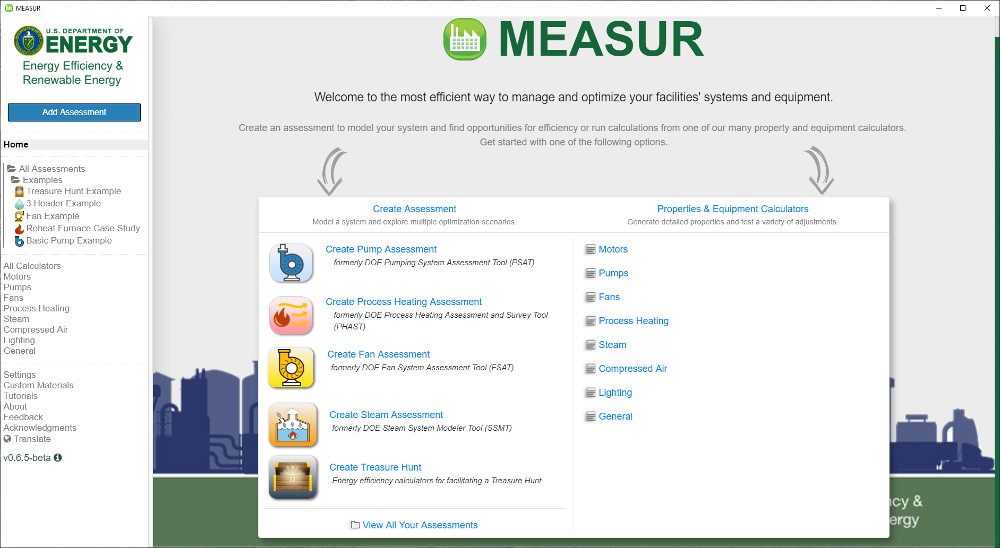 MEASUR
U.S. DEPARTMENT OF
ENERGY
Energy Efficiency &
Renewable Energy
Add Assessment
Home
All Assessments
Examples
Treasure Hunt Example
3 Header Example
Fan Example
Reheat Furnace Case Study
Basic Pump Example
All Calculators
Motors
Pumps
Fans
Process Heating
Steam
Compressed Air
Lighting
General
Settings
Custom Materials
Tutorials
About
Feedback
Acknowledgments
Translate
v0.6.5-beta
MEASUR
Welcome to the most efficient way to manage and optimize your facilities' systems and equipment.
Create an assessment to model your system and find opportunities for efficiency or run calculations from one of our many property and equipment calculators.
Get started with one of the following options.
Create Assessment
Model a system and explore multiple optimization scenarios.
Create Pump Assessment
formerly DOE Pumping System Assessment Tool (PSAT)
Create Process Heating Assessment
formerly DOE Process Heating Assessment and Survey Tool
(PHAST)
Create Fan Assessment
formerly DOE Fan System Assessment Tool (FSAT)
Create Steam Assessment
formerly DOE Steam System Modeler Tool (SSMT)
Create Treasure Hunt
Energy efficiency calculators for facilitating a Treasure Hunt
View All Your Assessments
Properties & Equipment Calculators
Generate detailed properties and test a variety of adjustments.
Motors
Pumps
Fans
Process Heating
Steam
Compressed Air
Lighting
General
ncy &
ergy